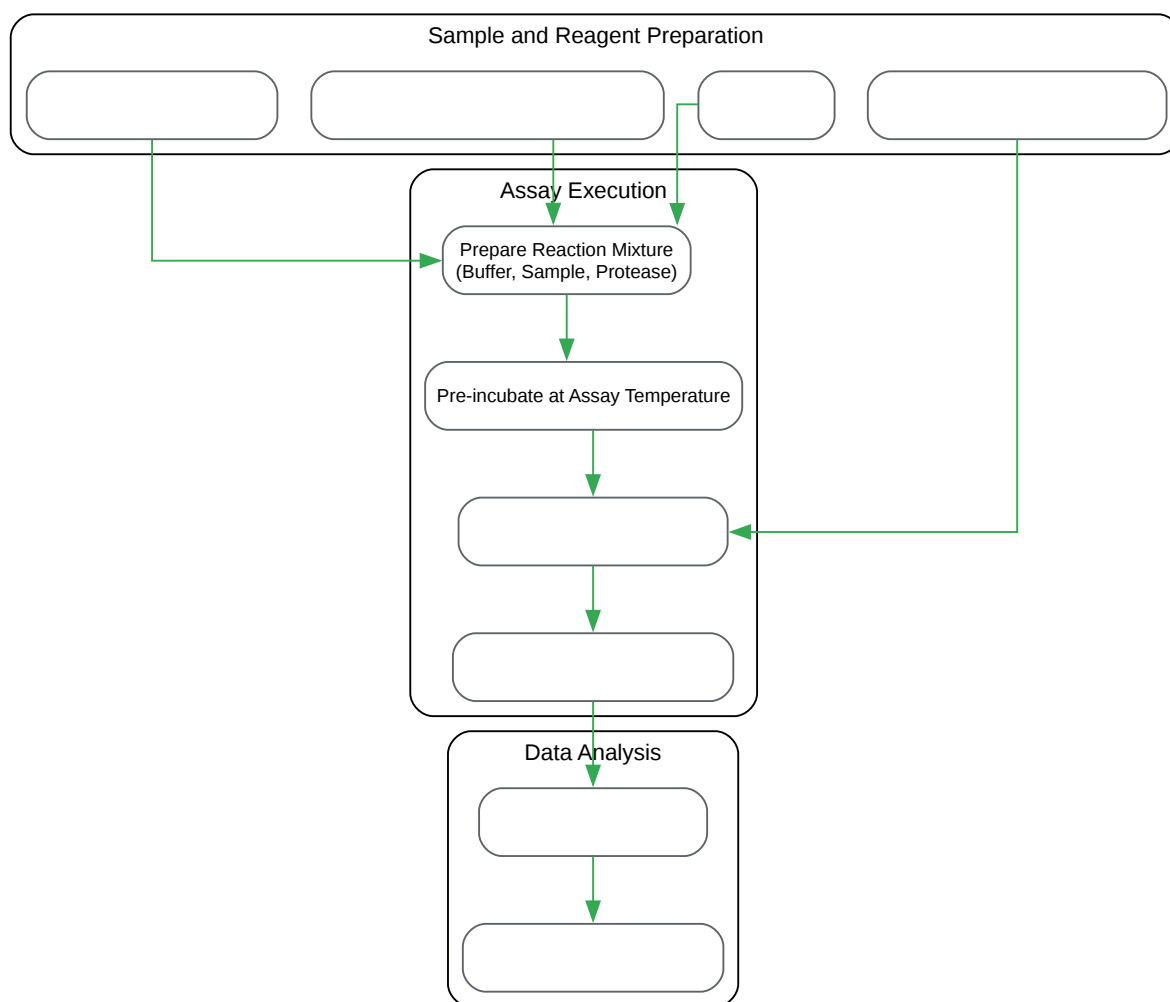 Sample and Reagent Preparation
Assay Execution
Prepare Reaction Mixture
(Buffer, Sample, Protease)
Pre-incubate at Assay Temperature
Data Analysis